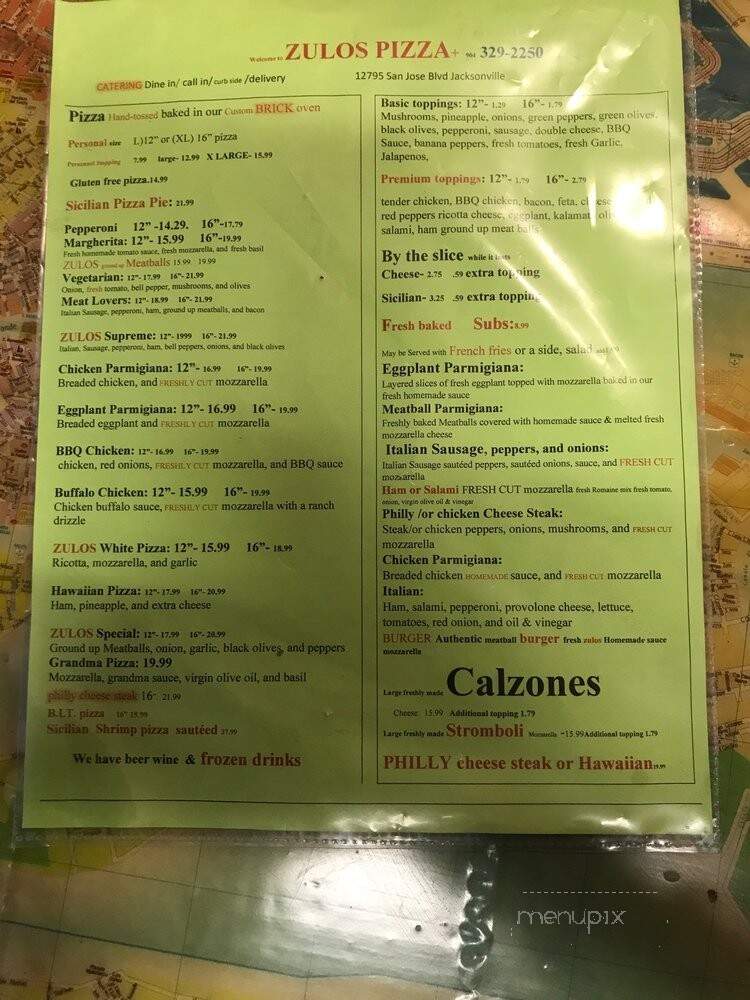 Welcome to ZULOS PIZZA+ 904 329-2250
CATERING Dine in/ call in/ curb side /delivery 12795 San Jose Blvd Jacksonville
Pizza Hand-tossed baked in our Custom BRICK oven
Personal size L)12” or (XL) 16” pizza
7.99 large- 12.99 X LARGE- 15.99
Gluten free pizza.14.99
Sicilian Pizza Pie: 21.99
Pepperoni 12” -14.29. 16”-17.79
Margherita: 12”- 15.99 16”-19.99
Fresh homemade tomato sauce, fresh mozzarella, and fresh basil
ZULOS ground up Meatballs 15.99 19.99
Vegetarian: 12”- 17.99 16”- 21.99
Onion, fresh tomato, bell pepper, mushrooms, and olives
Meat Lovers: 12”- 18.99 16”- 21.99
Italian Sausage, pepperoni, ham, ground up meatballs, and bacon
ZULOS Supreme: 12”- 1999 16”- 21.99
Italian, Sausage, pepperoni, ham, bell peppers, onions, and black olives
Chicken Parmigiana: 12”- 16.99 16”- 19.99
Breaded chicken, and FRESHLY CUT mozzarella
Eggplant Parmigiana: 12”- 16.99 16”- 19.99
Breaded eggplant and FRESHLY CUT mozzarella
BBQ Chicken: 12”- 16.99 16”- 19.99
chicken, red onions, FRESHLY CUT mozzarella, and BBQ sauce
Buffalo Chicken: 12”- 15.99 16”- 19.99
Chicken buffalo sauce, FRESHLY CUT mozzarella with a ranch
drizzle
ZULOS White Pizza: 12”- 15.99 16”- 18.99
Ricotta, mozzarella, and garlic
Hawaiian Pizza: 12”- 17.99 16”- 20.99
Ham, pineapple, and extra cheese
ZULOS Special: 12”- 17.99 16”- 20.99
Ground up Meatballs, onion, garlic, black olives, and peppers
Grandma Pizza: 19.99
Mozzarella, grandma sauce, virgin olive oil, and basil
philly cheese steak 16” 21.99
B.L.T. pizza 16” 19.99
Sicilian Shrimp pizza sautéed 37.99
We have beer wine & frozen drinks
Basic toppings: 12”- 1.29 16”- 1.79
Mushrooms, pineapple, onions, green peppers, green olives,
black olives, pepperoni, sausage, double cheese, BBQ
Sauce, banana peppers, fresh tomatoes, fresh Garlic,
Jalapenos,
Premium toppings: 12”- 1.79 16”- 2.79
tender chicken, BBQ chicken, bacon, feta,
red peppers ricotta cheese, eggplant, kalamata
salami, ham ground up meat balls
By the slice while it lasts
Cheese- 2.75 .59 extra topping
Sicilian- 3.25 .59 extra topping
Fresh baked Subs:8.99
May be Served with French fries or a side, salad
Eggplant Parmigiana:
Layered slices of fresh eggplant topped with mozzarella baked in our
fresh homemade sauce
Meatball Parmigiana:
Freshly baked Meatballs covered with homemade sauce & melted fresh
mozzarella cheese
Italian Sausage, peppers, and onions:
Italian Sausage sautéed peppers, sautéed onions, sauce, and FRESH CUT
mozzarella
Ham or Salami FRESH CUT mozzarella fresh Romaine mix fresh tomato,
onion, virgin olive oil & vinegar
Philly /or chicken Cheese Steak:
Steak/or chicken peppers, onions, mushrooms, and FRESH CUT
mozzarella
Chicken Parmigiana:
Breaded chicken HOMEMADE sauce, and FRESH CUT mozzarella
Italian:
Ham, salami, pepperoni, provolone cheese, lettuce,
tomatoes, red onion, and oil & vinegar
BURGER Authentic meatball burger fresh zulos Homemade sauce
mozzarella
Large freshly made Calzones
Cheese: 15.99 Additional topping 1.79
Large freshly made Stromboli Mozzarella -15.99Additional topping 1.79
PHILLY cheese steak or Hawaiian19.99
menupix